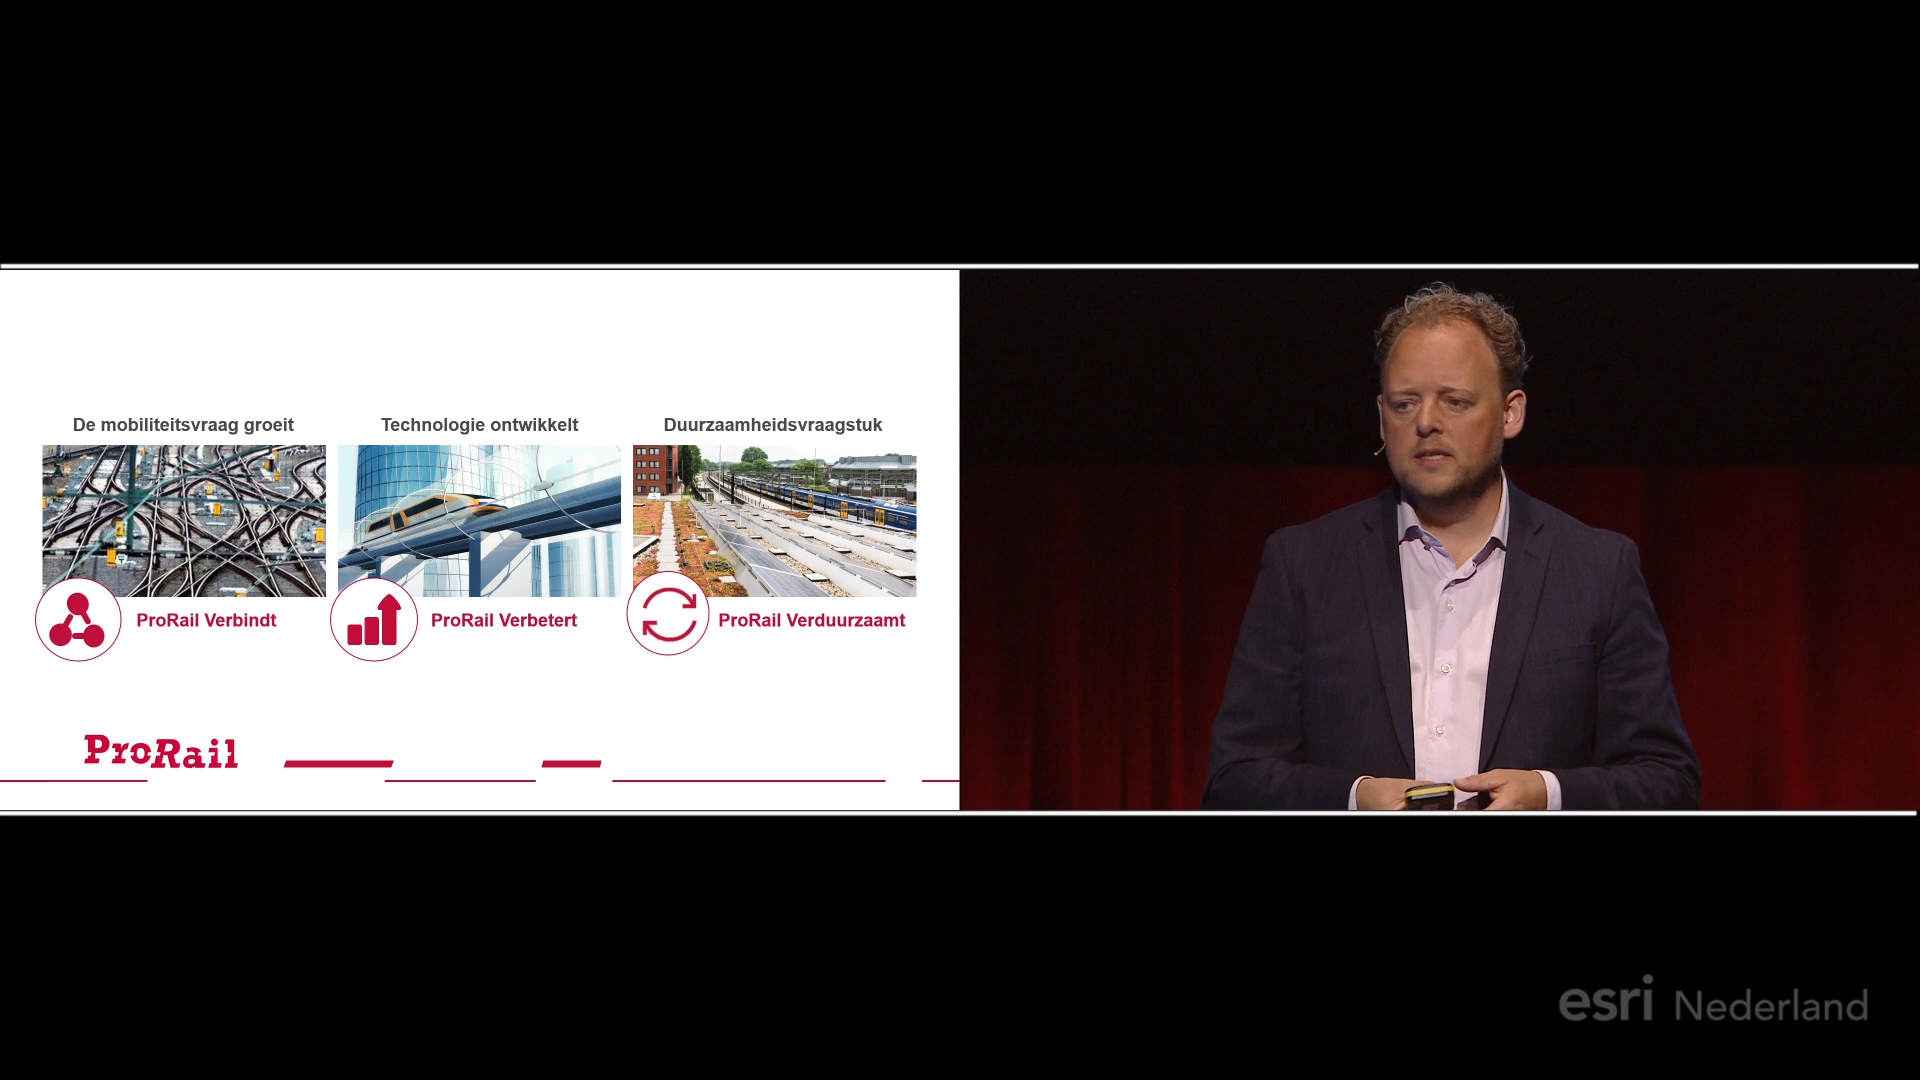 De mobiliteitsvraag groeit
Technologie ontwikkelt
Duurzaamheidsvraagstuk
ProRail Verbindt
ProRail Verbetert
ProRail Verduurzaamt
ProRail
esri Nederland